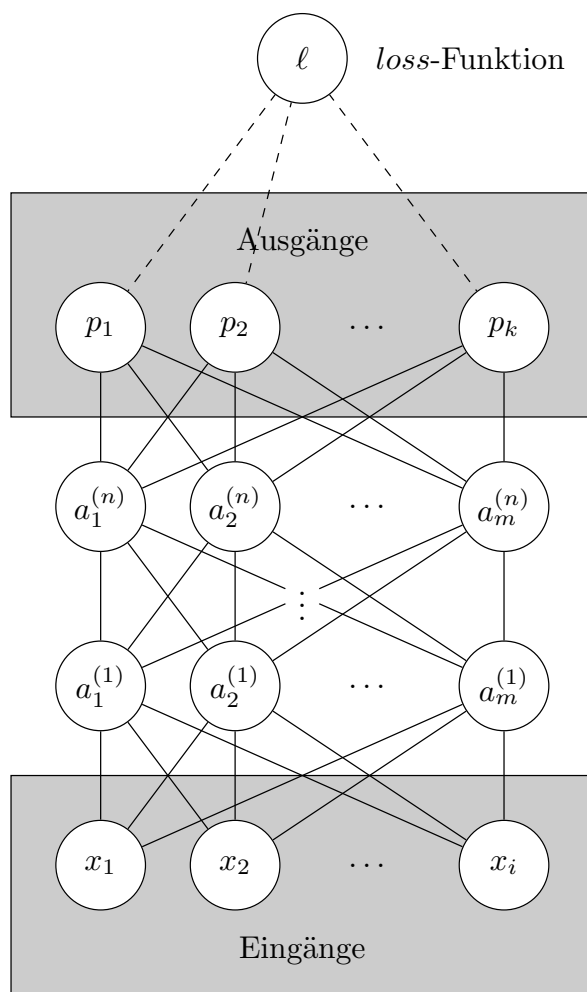 ℓ loss-Funktion
Ausgänge
p₁ p₂ ⋯ pₖ
a₁⁽ⁿ⁾ a₂⁽ⁿ⁾ ⋯ aₘ⁽ⁿ⁾
⋮
a₁⁽¹⁾ a₂⁽¹⁾ ⋯ aₘ⁽¹⁾
x₁ x₂ ⋯ xᵢ
Eingänge